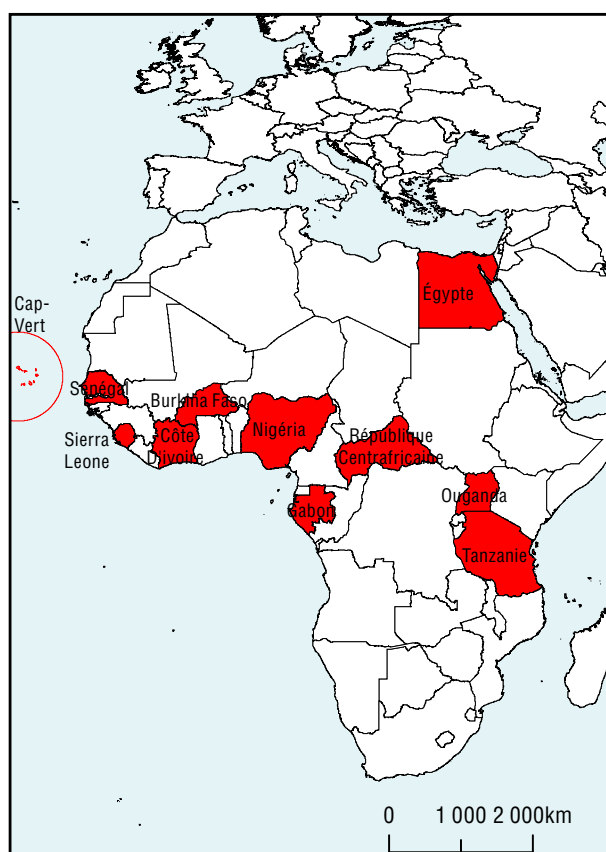 Égypte
Cap-
Vert
Sénégal
Burkina Faso
Sierra
Leone
Côte
D'ivoire
Nigéria
République
Centrafricaine
Gabon
Ouganda
Tanzanie
0 1 000 2 000km